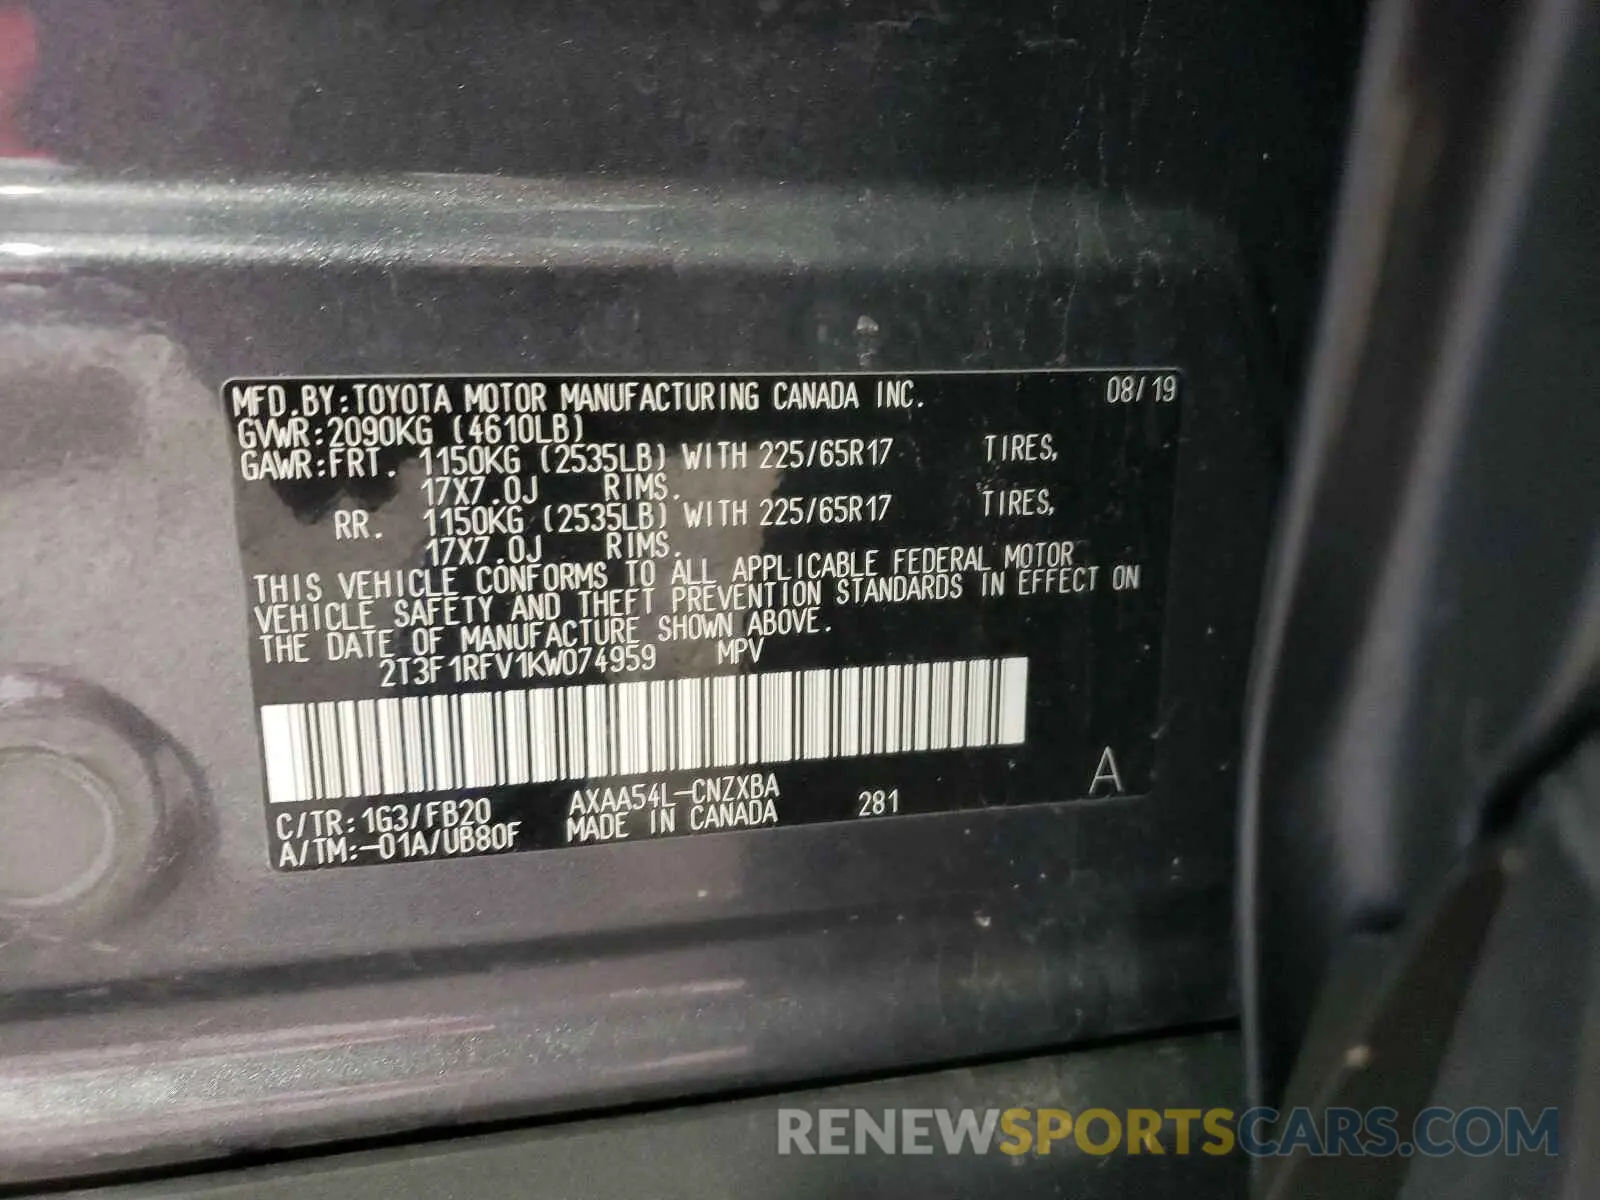 MFD.BY:TOYOTA MOTOR MANUFACTURING CANADA INC. 08/19
GVWR:2090KG (4610LB)
GAWR:FRT. 1150KG (2535LB) WITH 225/65R17 TIRES,
17X7.0J RIMS.
RR. 1150KG (2535LB) WITH 225/65R17 TIRES,
17X7.0J RIMS.
THIS VEHICLE CONFORMS TO ALL APPLICABLE FEDERAL MOTOR
VEHICLE SAFETY AND THEFT PREVENTION STANDARDS IN EFFECT ON
THE DATE OF MANUFACTURE SHOWN ABOVE.
2T3F1RFV1KW074959 MPV
C/TR:1G3/FB20 AXAA54L-CNZXBA 281 A
A/TM:-01A/UB80F MADE IN CANADA
RENEWSPORTSCARS.COM